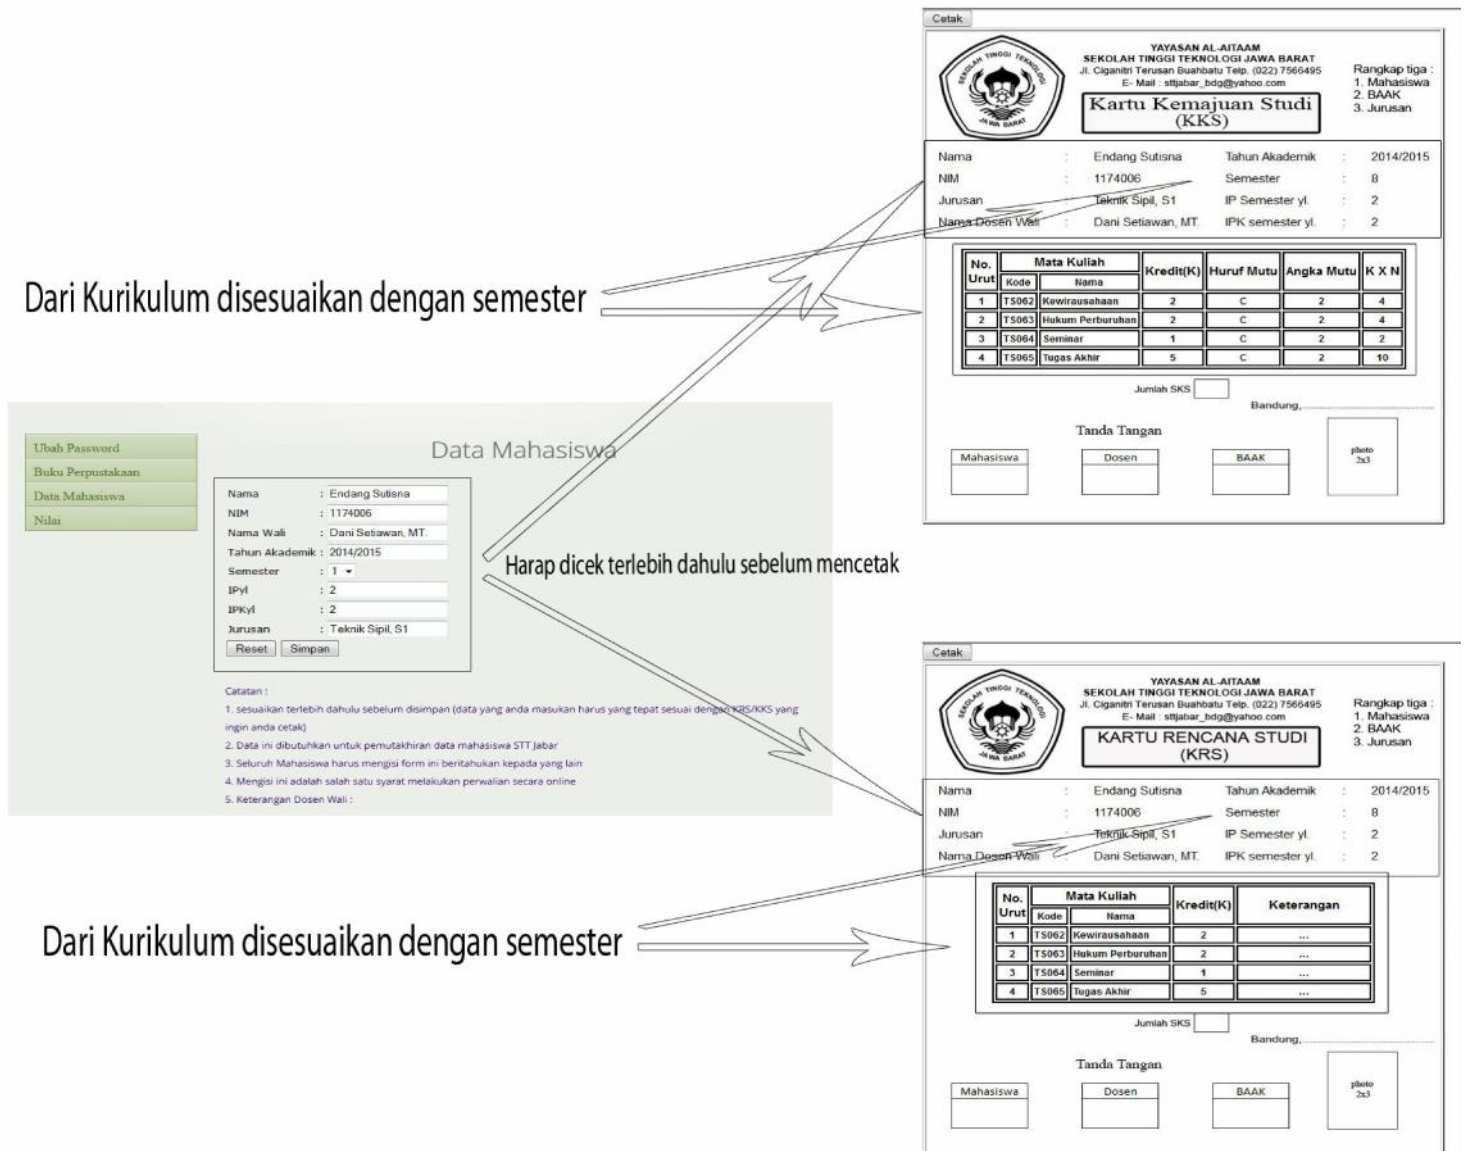 Cetak
SEKOLAH TINGGI TEKNOLOGI
JAWA BARAT
YAYASAN AL-AITAAM
SEKOLAH TINGGI TEKNOLOGI JAWA BARAT
Jl. Ciganitri Terusan Buahbatu Telp. (022) 7566495
E- Mail : sttjabar_bdg@yahoo.com
Kartu Kemajuan Studi
(KKS)
Rangkap tiga :
1. Mahasiswa
2. BAAK
3. Jurusan
Nama : Endang Sutisna Tahun Akademik : 2014/2015
NIM : 1174006 Semester : 8
Jurusan : Teknik Sipil, S1 IP Semester yl. : 2
Nama Dosen Wali : Dani Setiawan, MT. IPK semester yl. : 2
No. Urut Mata Kuliah Kredit(K) Huruf Mutu Angka Mutu K X N
Kode Nama
1 TS062 Kewirausahaan 2 C 2 4
2 TS063 Hukum Perburuhan 2 C 2 4
3 TS064 Seminar 1 C 2 2
4 TS065 Tugas Akhir 5 C 2 10
Jumlah SKS
Bandung,
Tanda Tangan
Mahasiswa Dosen BAAK
photo
2x3
Dari Kurikulum disesuaikan dengan semester
Ubah Password
Buku Perpustakaan
Data Mahasiswa
Nilai
Data Mahasiswa
Nama : Endang Sutisna
NIM : 1174006
Nama Wali : Dani Setiawan, MT.
Tahun Akademik : 2014/2015
Semester : 1
IPyl : 2
IPKyl : 2
Jurusan : Teknik Sipil, S1
Reset Simpan
Catatan :
1. sesuaikan terlebih dahulu sebelum disimpan (data yang anda masukan harus yang tepat sesuai dengan KRS/KKS yang
ingin anda cetak)
2. Data ini dibutuhkan untuk pemutakhiran data mahasiswa STT Jabar
3. Seluruh Mahasiswa harus mengisi form ini beritahukan kepada yang lain
4. Mengisi ini adalah salah satu syarat melakukan perwalian secara online
5. Keterangan Dosen Wali :
Harap dicek terlebih dahulu sebelum mencetak
Cetak
SEKOLAH TINGGI TEKNOLOGI
JAWA BARAT
YAYASAN AL-AITAAM
SEKOLAH TINGGI TEKNOLOGI JAWA BARAT
Jl. Ciganitri Terusan Buahbatu Telp. (022) 7566495
E- Mail : sttjabar_bdg@yahoo.com
KARTU RENCANA STUDI
(KRS)
Rangkap tiga :
1. Mahasiswa
2. BAAK
3. Jurusan
Nama : Endang Sutisna Tahun Akademik : 2014/2015
NIM : 1174006 Semester : 8
Jurusan : Teknik Sipil, S1 IP Semester yl. : 2
Nama Dosen Wali : Dani Setiawan, MT. IPK semester yl. : 2
No. Urut Mata Kuliah Kredit(K) Keterangan
Kode Nama
1 TS062 Kewirausahaan 2 ...
2 TS063 Hukum Perburuhan 2 ...
3 TS064 Seminar 1 ...
4 TS065 Tugas Akhir 5 ...
Jumlah SKS
Bandung,
Tanda Tangan
Mahasiswa Dosen BAAK
photo
2x3
Dari Kurikulum disesuaikan dengan semester